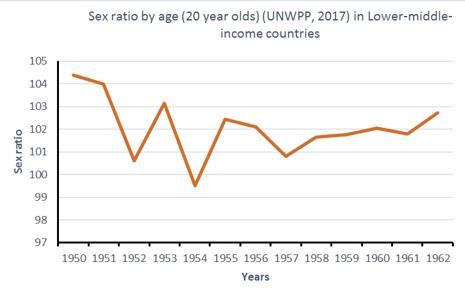 Sex ratio by age (20 year olds) (UNWPP, 2017) in Lower-middle-
income countries
105
104
103
102
101
100
99
98
97
Sex ratio
1950 1951 1952 1953 1954 1955 1956 1957 1958 1959 1960 1961 1962
Years